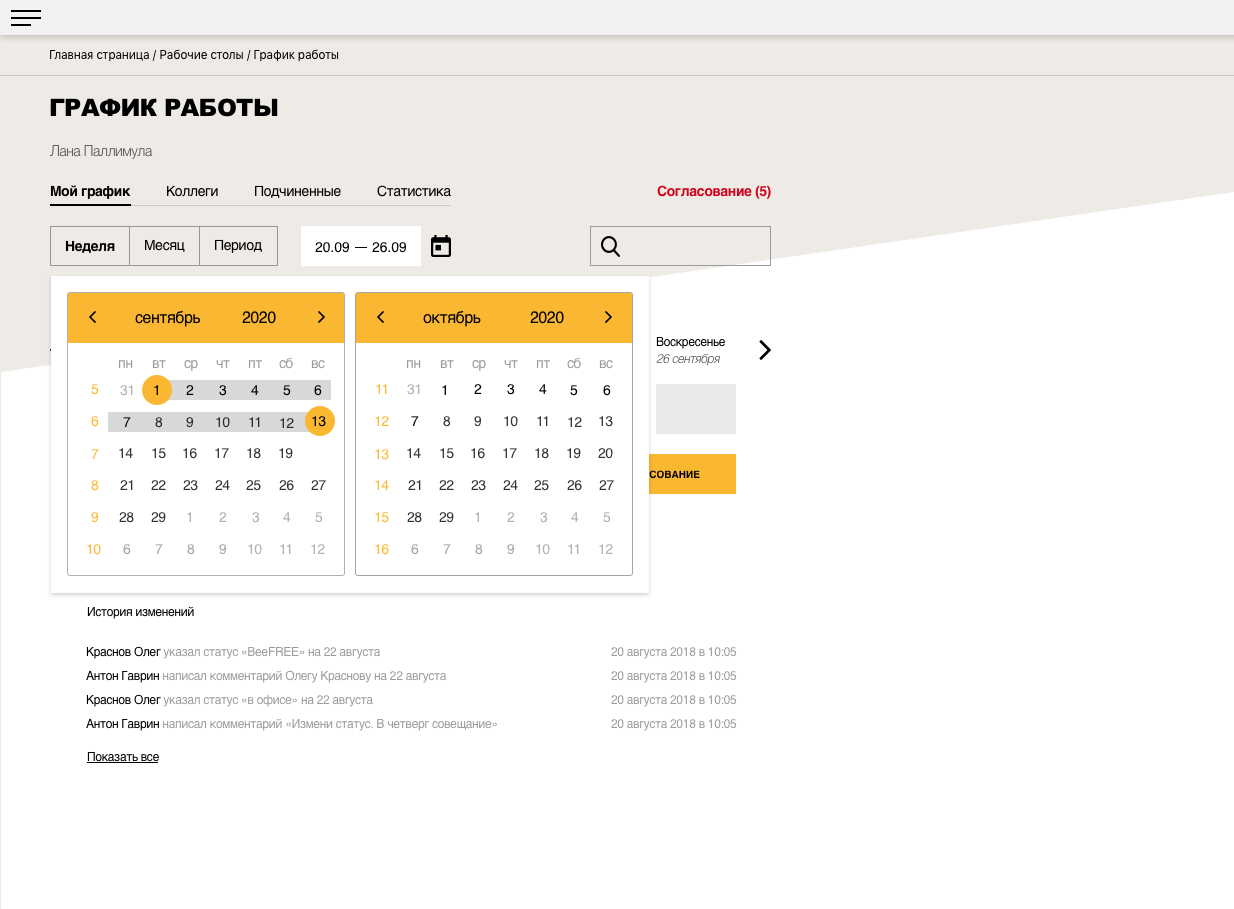 Главная страница / Рабочие столы / График работы
ГРАФИК РАБОТЫ
Лана Паллимула
Мой график Коллеги Подчиненные Статистика Согласование (5)
Неделя Месяц Период 20.09 — 26.09
сентябрь 2020
пн вт ср чт пт сб вс
5 31 1 2 3 4 5 6
6 7 8 9 10 11 12 13
7 14 15 16 17 18 19
8 21 22 23 24 25 26 27
9 28 29 1 2 3 4 5
10 6 7 8 9 10 11 12
октябрь 2020
пн вт ср чт пт сб вс
11 31 1 2 3 4 5 6
12 7 8 9 10 11 12 13
13 14 15 16 17 18 19 20
14 21 22 23 24 25 26 27
15 28 29 1 2 3 4 5
16 6 7 8 9 10 11 12
Воскресенье
26 сентября
СОВАНИЕ
История изменений
Краснов Олег указал статус «BeeFREE» на 22 августа 20 августа 2018 в 10:05
Антон Гаврин написал комментарий Олегу Краснову на 22 августа 20 августа 2018 в 10:05
Краснов Олег указал статус «в офисе» на 22 августа 20 августа 2018 в 10:05
Антон Гаврин написал комментарий «Измени статус. В четверг совещание» 20 августа 2018 в 10:05
Показать все